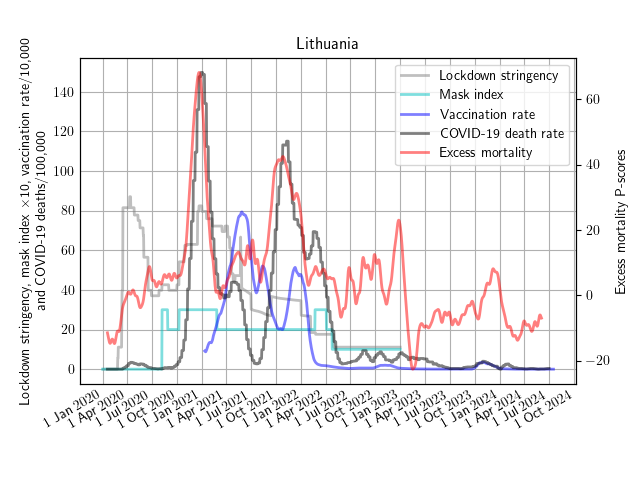 Lithuania
Lockdown stringency, mask index ×10, vaccination rate/10,000
and COVID-19 deaths/100,000
140
120
100
80
60
40
20
0
60
40
20
0
−20
Excess mortality P-scores
Lockdown stringency
Mask index
Vaccination rate
COVID-19 death rate
Excess mortality
1 Jan 2020
1 Apr 2020
1 Jul 2020
1 Oct 2020
1 Jan 2021
1 Apr 2021
1 Jul 2021
1 Oct 2021
1 Jan 2022
1 Apr 2022
1 Jul 2022
1 Oct 2022
1 Jan 2023
1 Apr 2023
1 Jul 2023
1 Oct 2023
1 Jan 2024
1 Apr 2024
1 Jul 2024
1 Oct 2024